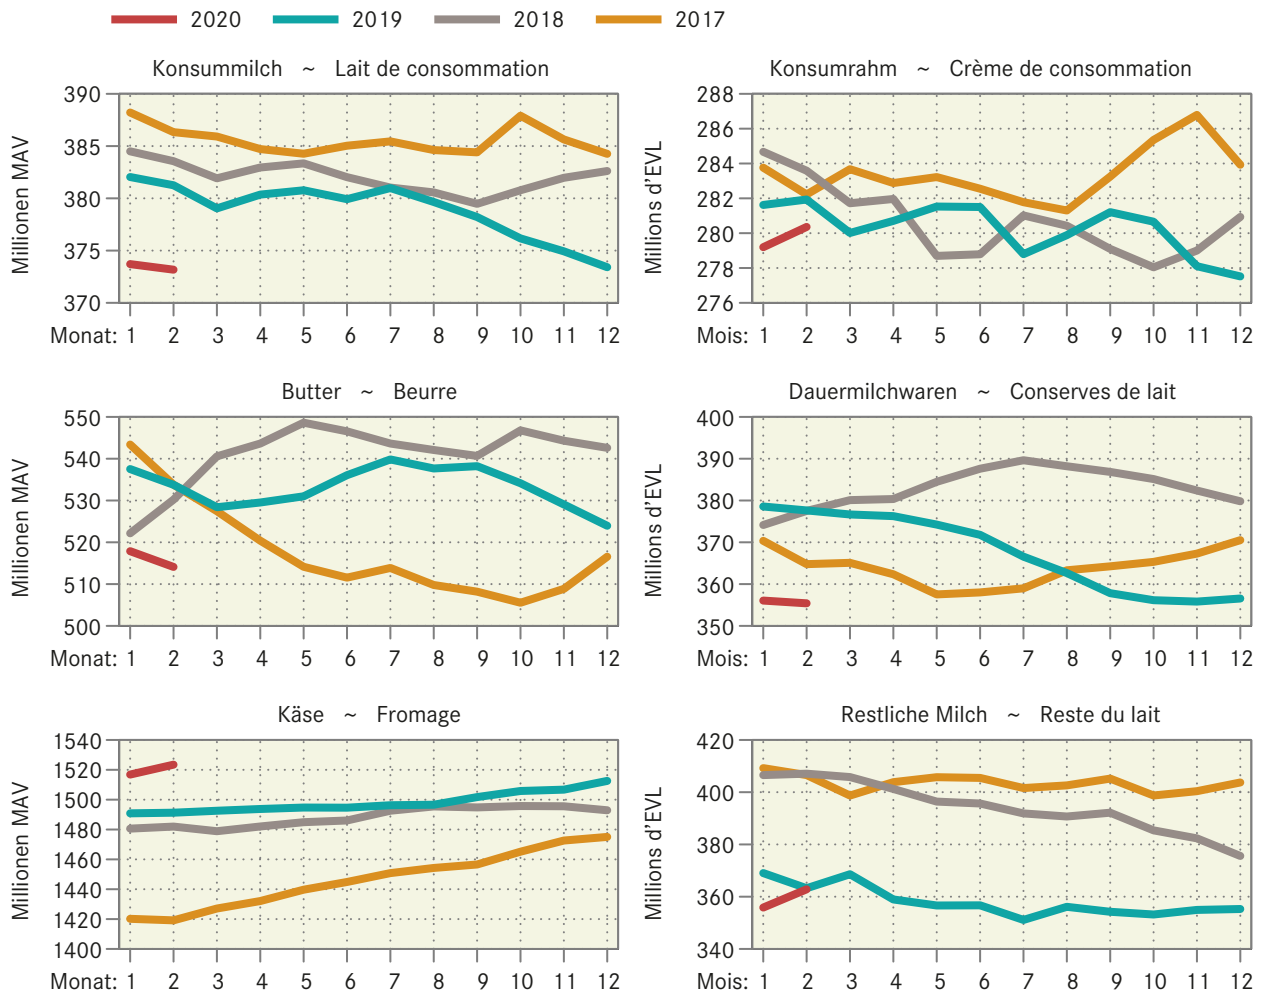 2020 2019 2018 2017
Konsummilch ~ Lait de consommation
Millionen MAV
390
385
380
375
370
Monat: 1 2 3 4 5 6 7 8 9 10 11 12
Konsumrahm ~ Crème de consommation
Millions d'EVL
288
286
284
282
280
278
276
Mois: 1 2 3 4 5 6 7 8 9 10 11 12
Butter ~ Beurre
Millionen MAV
550
540
530
520
510
500
Monat: 1 2 3 4 5 6 7 8 9 10 11 12
Dauermilchwaren ~ Conserves de lait
Millions d'EVL
400
390
380
370
360
350
Mois: 1 2 3 4 5 6 7 8 9 10 11 12
Käse ~ Fromage
Millionen MAV
1540
1520
1500
1480
1460
1440
1420
1400
Monat: 1 2 3 4 5 6 7 8 9 10 11 12
Restliche Milch ~ Reste du lait
Millions d'EVL
420
400
380
360
340
Mois: 1 2 3 4 5 6 7 8 9 10 11 12